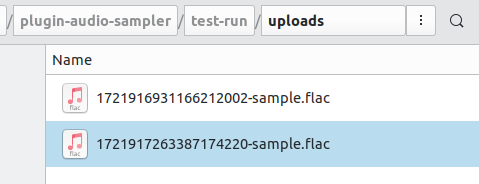 / plugin-audio-sampler / test-run / uploads
Name
flac 1721916931166212002-sample.flac
flac 1721917263387174220-sample.flac